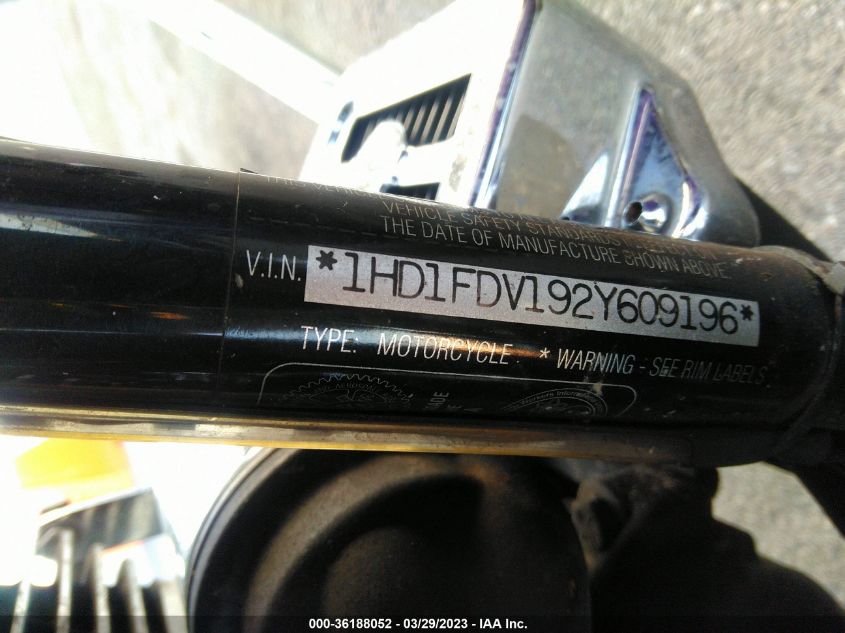 VEHICLE SAFETY STANDARDS
THE DATE OF MANUFACTURE SHOWN ABOVE.
V.I.N. *1HD1FDV192Y609196*
TYPE: MOTORCYCLE * WARNING - SEE RIM LABELS
000-36188052 - 03/29/2023 - IAA Inc.